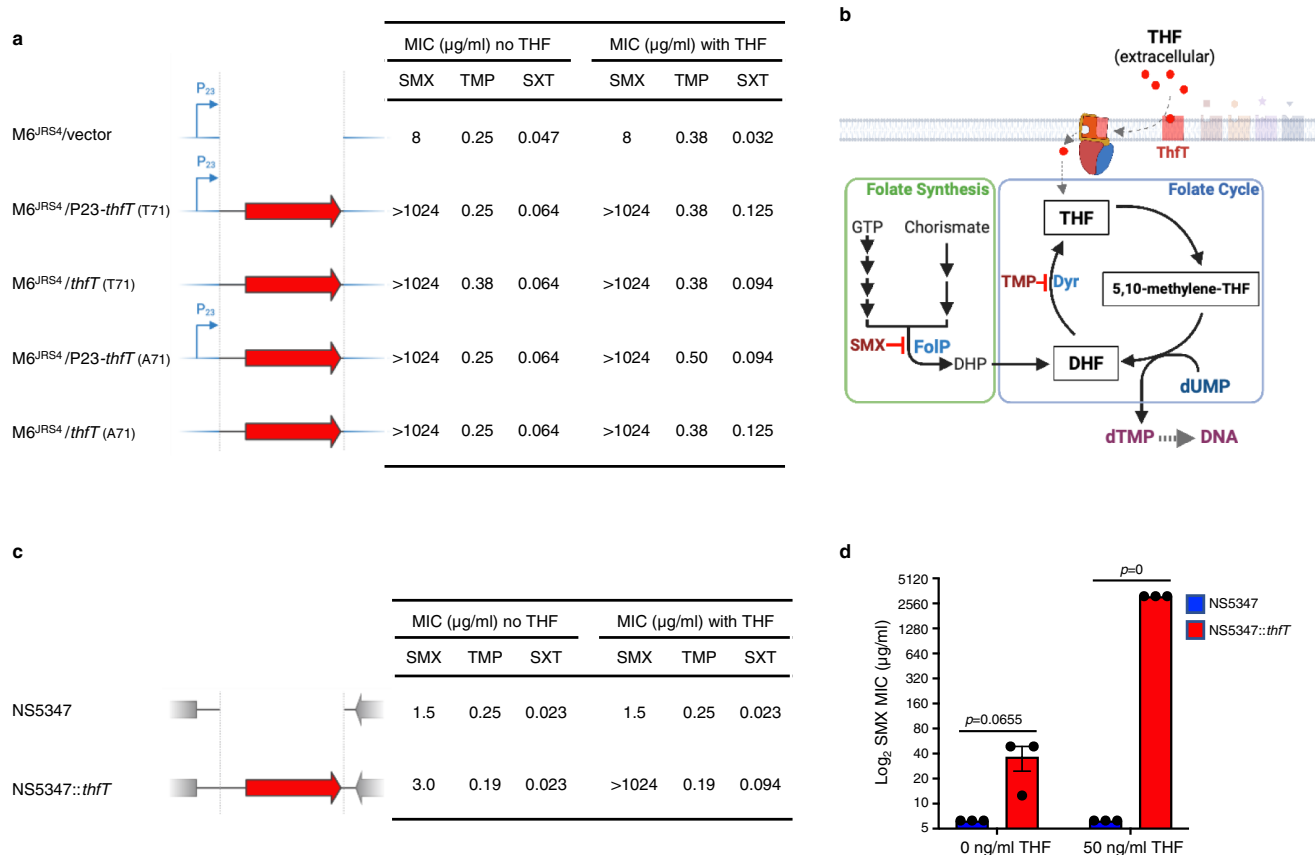 a
MIC (µg/ml) no THF MIC (µg/ml) with THF
SMX TMP SXT SMX TMP SXT
P23
M6JRS4/vector 8 0.25 0.047 8 0.38 0.032
P23
M6JRS4/P23-thfT (T71) >1024 0.25 0.064 >1024 0.38 0.125
M6JRS4/thfT (T71) >1024 0.38 0.064 >1024 0.38 0.094
P23
M6JRS4/P23-thfT (A71) >1024 0.25 0.064 >1024 0.50 0.094
M6JRS4/thfT (A71) >1024 0.25 0.064 >1024 0.38 0.125
b
THF
(extracellular)
ThfT
Folate Synthesis
Folate Cycle
GTP
Chorismate
THF
TMP
Dyr
5,10-methylene-THF
SMX
FolP
DHP
DHF
dUMP
dTMP
DNA
c
MIC (µg/ml) no THF MIC (µg/ml) with THF
SMX TMP SXT SMX TMP SXT
NS5347 1.5 0.25 0.023 1.5 0.25 0.023
NS5347::thfT 3.0 0.19 0.023 >1024 0.19 0.094
d
Log2 SMX MIC (µg/ml)
5120
2560
1280
640
320
160
80
40
20
10
5
p=0.0655
p=0
NS5347
NS5347::thfT
0 ng/ml THF
50 ng/ml THF